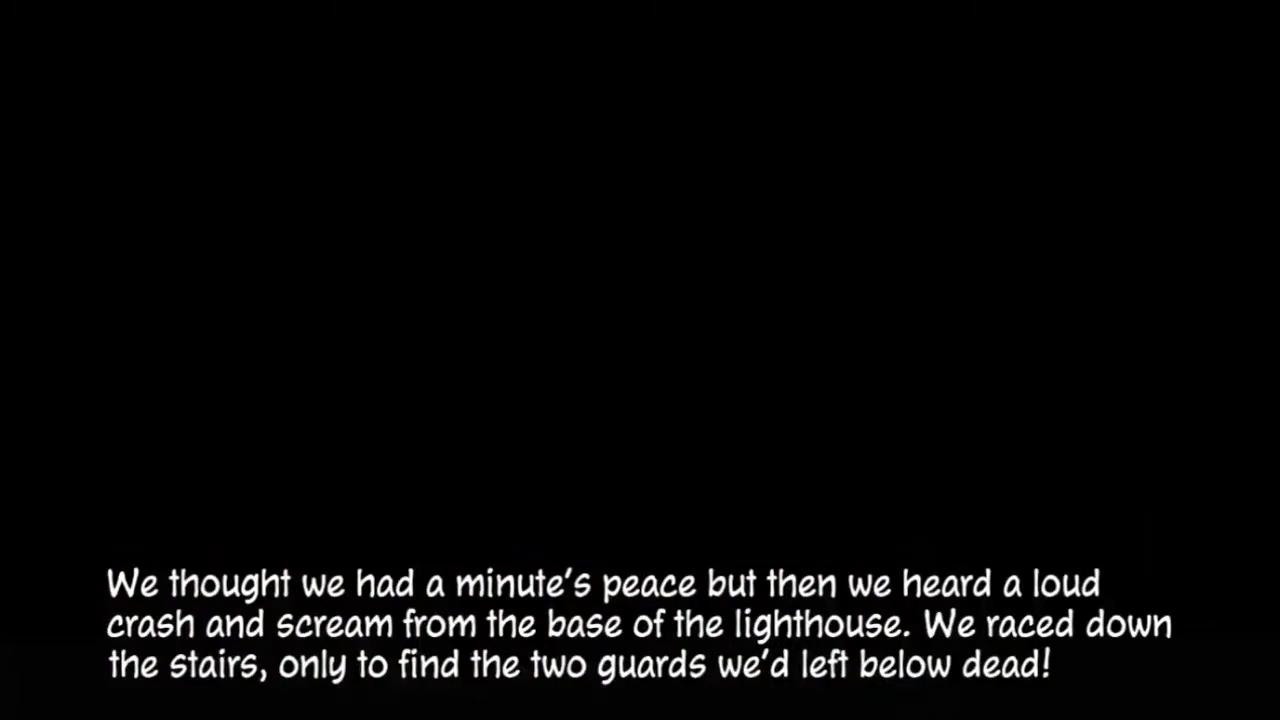 We thought we had a minute's peace but then we heard a loud
crash and scream from the base of the lighthouse. We raced down
the stairs, only to find the two guards we'd left below dead!